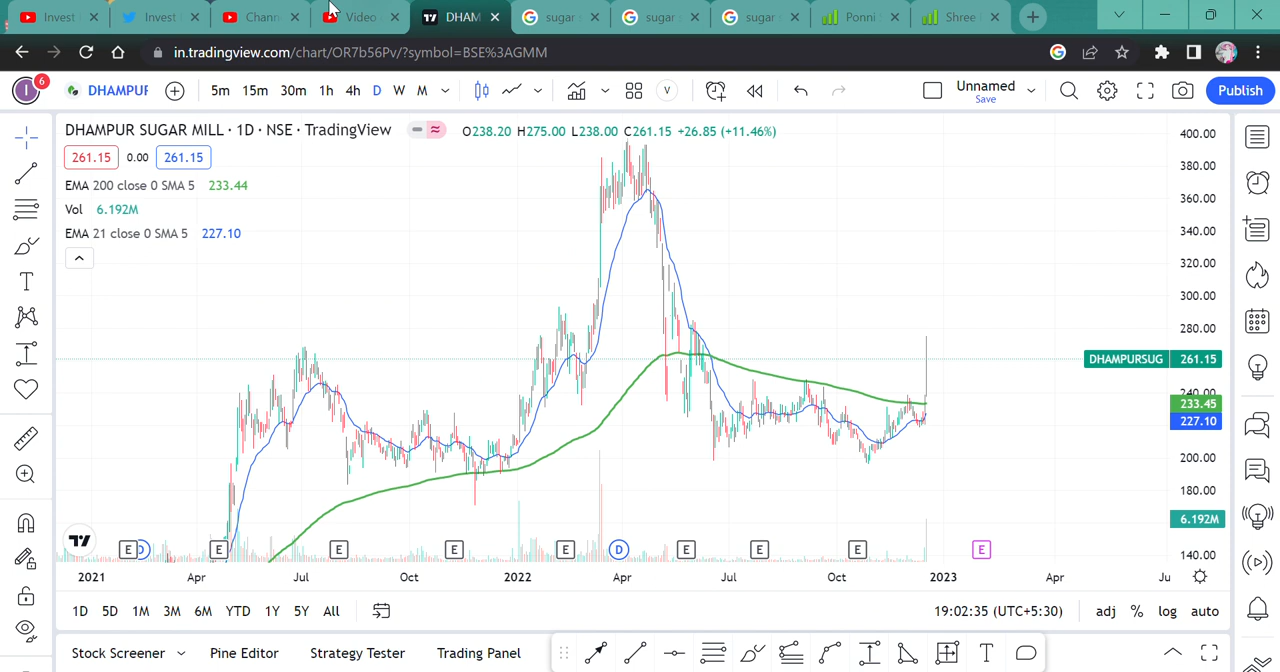 Invest
Invest
Chann
Video
DHAM
sugar
sugar
sugar
Ponni
Shree
in.tradingview.com/chart/OR7b56Pv/?symbol=BSE%3AGMM
I 6 DHAMPUR 5m 15m 30m 1h 4h D W M V Unnamed Save Publish
DHAMPUR SUGAR MILL · 1D · NSE · TradingView O238.20 H275.00 L238.00 C261.15 +26.85 (+11.46%)
261.15 0.00 261.15
EMA 200 close 0 SMA 5 233.44
Vol 6.192M
EMA 21 close 0 SMA 5 227.10
400.00
380.00
360.00
340.00
320.00
300.00
280.00
DHAMPURSUG 261.15
240.00
233.45
227.10
200.00
180.00
6.192M
140.00
E D E E E E D E E E E
2021 Apr Jul Oct 2022 Apr Jul Oct 2023 Apr Ju
1D 5D 1M 3M 6M YTD 1Y 5Y All 19:02:35 (UTC+5:30) adj % log auto
Stock Screener Pine Editor Strategy Tester Trading Panel